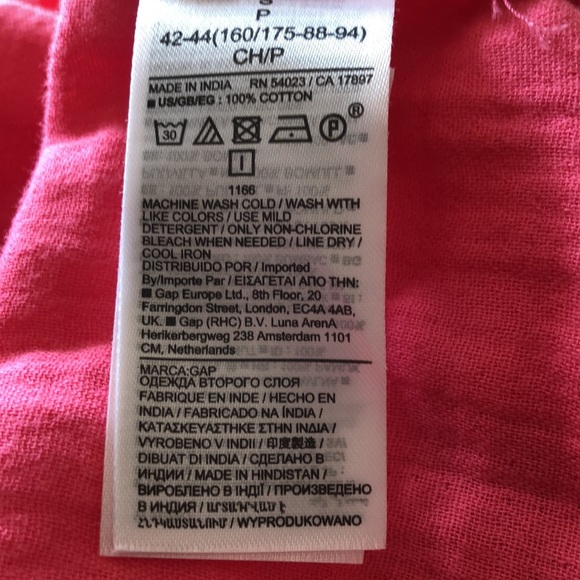 S
P
42-44(160/175-88-94)
CH/P
MADE IN INDIA RN 54023 / CA 17897
■ US/GB/EG : 100% COTTON
30 P ®
I
1166
MACHINE WASH COLD / WASH WITH
LIKE COLORS / USE MILD
DETERGENT / ONLY NON-CHLORINE
BLEACH WHEN NEEDED / LINE DRY /
COOL IRON
DISTRIBUIDO POR / Imported
By/Importe Par / ΕΙΣΑΓΕΤΑΙ ΑΠΟ ΤΗΝ:
■ Gap Europe Ltd., 8th Floor, 20
Farringdon Street, London, EC4A 4AB,
UK. ■ Gap (RHC) B.V. Luna ArenA
Herikerbergweg 238 Amsterdam 1101
CM, Netherlands
MARCA:GAP
ОДЕЖДА ВТОРОГО СЛОЯ
FABRIQUE EN INDE / HECHO EN
INDIA / FABRICADO NA ÍNDIA /
ΚΑΤΑΣΚΕΥΑΣΤΗΚΕ ΣΤΗΝ ΙΝΔΙΑ /
VYROBENO V INDII / 印度製造 /
DIBUAT DI INDIA / СДЕЛАНО В
ИНДИИ / MADE IN HINDISTAN /
ВИРОБЛЕНО В ІНДІЇ / ПРОИЗВЕДЕНО
В ИНДИЯ / ԱՐՏԱԴՐՎԱԾ Է
ՀՆԴԿԱՍՏԱՆՈՒՄ / WYPRODUKOWANO